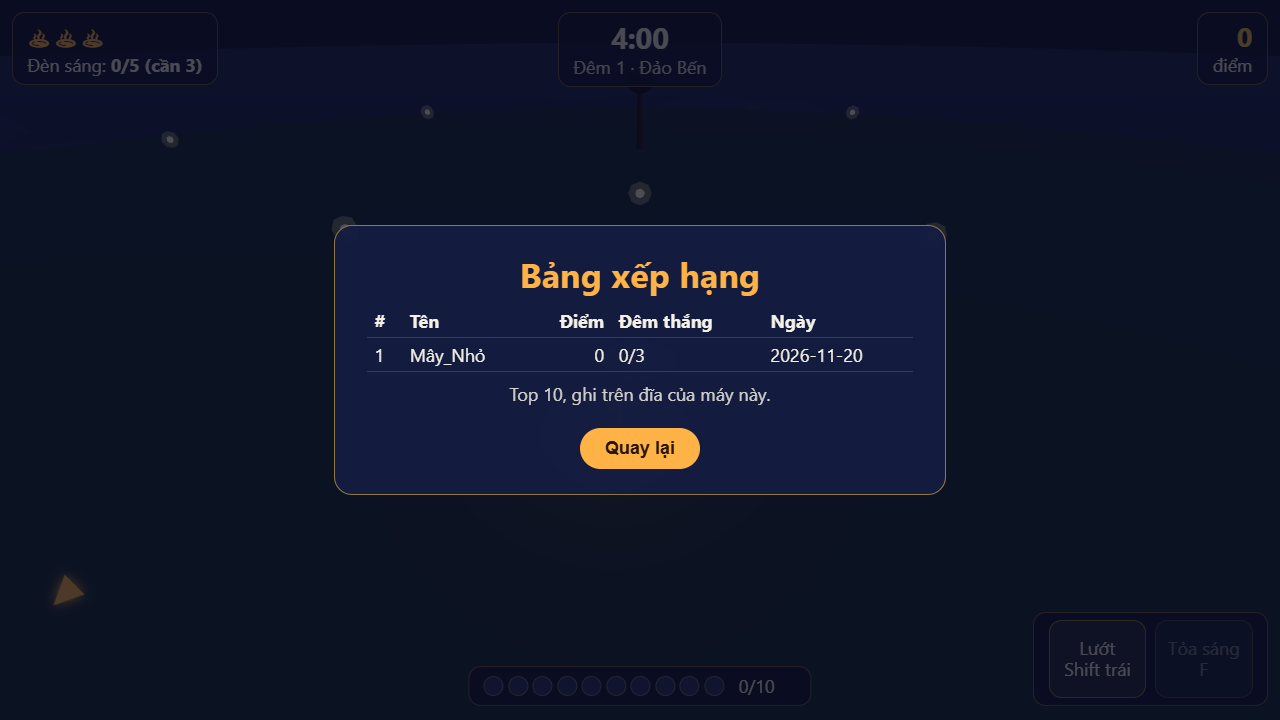 Đèn sáng: 0/5 (cần 3)
4:00
Đêm 1 · Đảo Bến
0
điểm
Bảng xếp hạng
# Tên Điểm Đêm thắng Ngày
1 Mây_Nhỏ 0 0/3 2026-11-20
Top 10, ghi trên đĩa của máy này.
Quay lại
Lướt
Shift trái
Tỏa sáng
F
0/10